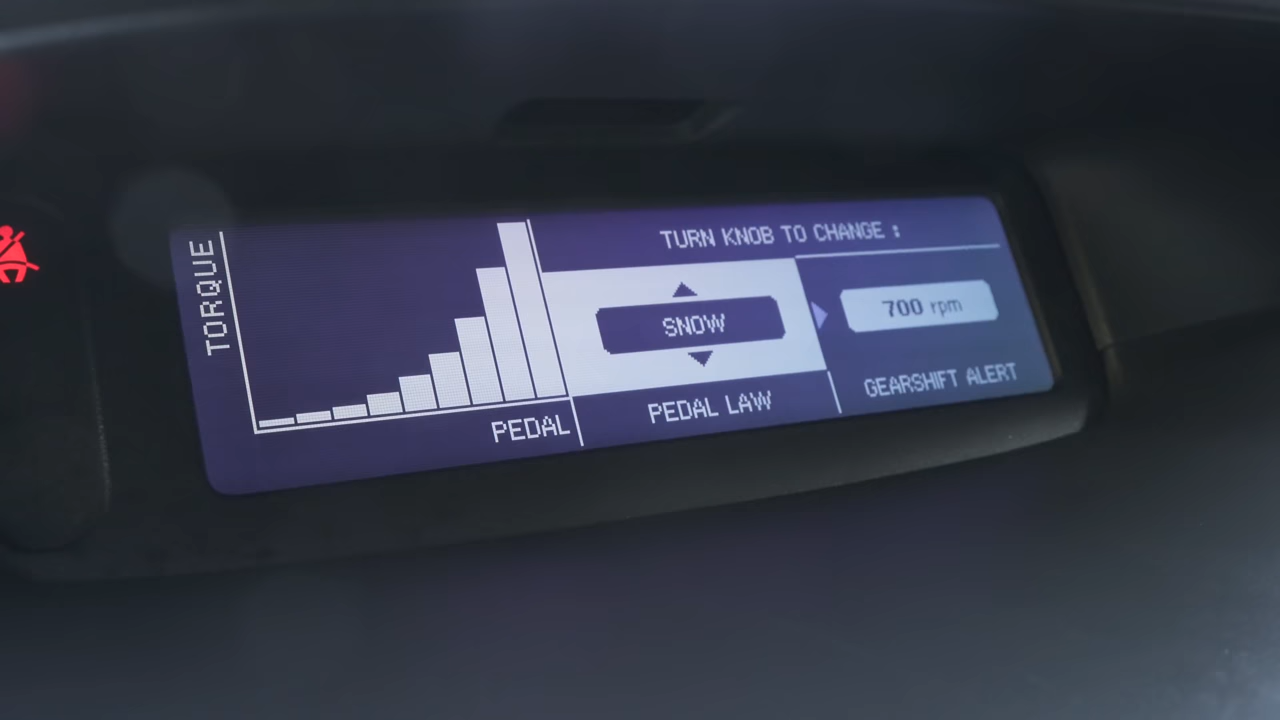 TORQUE
PEDAL
TURN KNOB TO CHANGE :
SNOW
PEDAL LAW
700 rpm
GEARSHIFT ALERT